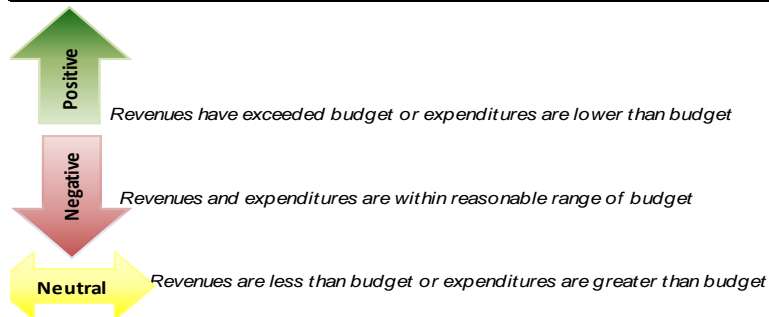 Positive
Revenues have exceeded budget or expenditures are lower than budget
Negative
Revenues and expenditures are within reasonable range of budget
Neutral
Revenues are less than budget or expenditures are greater than budget